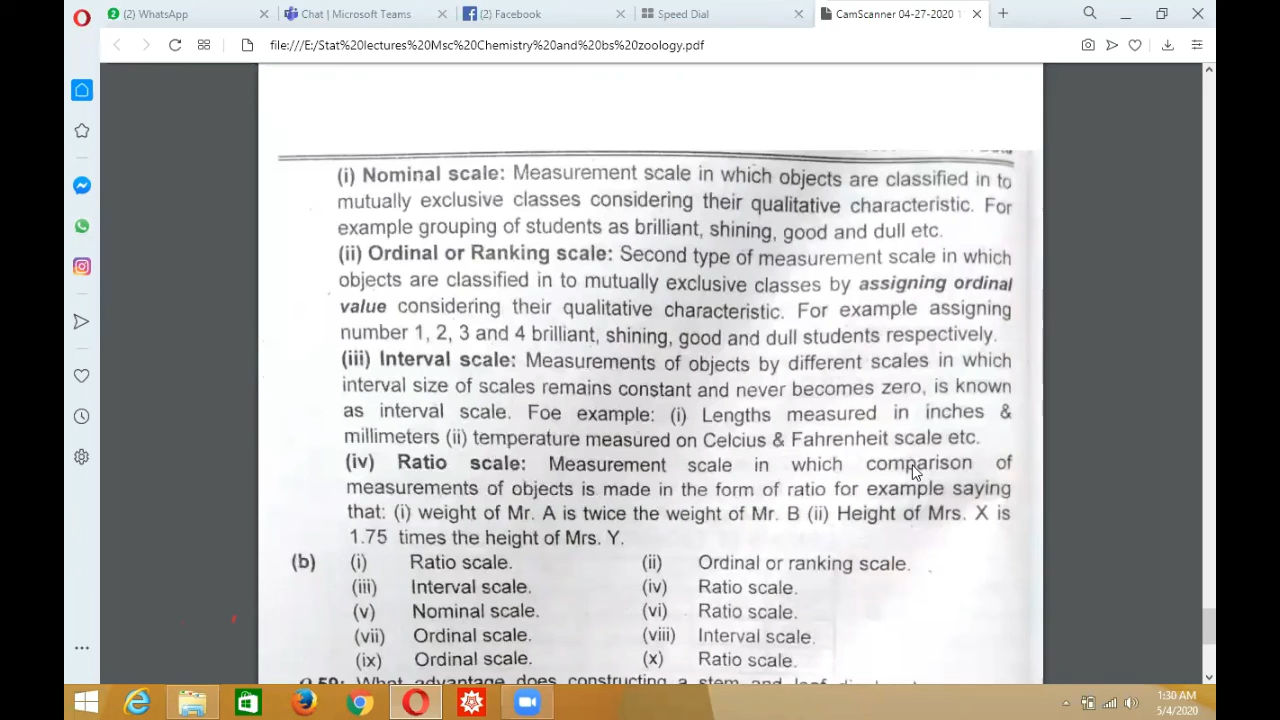 (2) WhatsApp
Chat | Microsoft Teams
(2) Facebook
Speed Dial
CamScanner 04-27-2020 1
file:///E:/Stat%20lectures%20Msc%20Chemistry%20and%20bs%20zoology.pdf
(i) Nominal scale: Measurement scale in which objects are classified in to
mutually exclusive classes considering their qualitative characteristic. For
example grouping of students as brilliant, shining, good and dull etc.
(ii) Ordinal or Ranking scale: Second type of measurement scale in which
objects are classified in to mutually exclusive classes by assigning ordinal
value considering their qualitative characteristic. For example assigning
number 1, 2, 3 and 4 brilliant, shining, good and dull students respectively.
(iii) Interval scale: Measurements of objects by different scales in which
interval size of scales remains constant and never becomes zero, is known
as interval scale. Foe example: (i) Lengths measured in inches &
millimeters (ii) temperature measured on Celcius & Fahrenheit scale etc.
(iv) Ratio scale: Measurement scale in which comparison of
measurements of objects is made in the form of ratio for example saying
that: (i) weight of Mr. A is twice the weight of Mr. B (ii) Height of Mrs. X is
1.75 times the height of Mrs. Y.
(b) (i) Ratio scale. (ii) Ordinal or ranking scale.
(iii) Interval scale. (iv) Ratio scale.
(v) Nominal scale. (vi) Ratio scale.
(vii) Ordinal scale. (viii) Interval scale.
(ix) Ordinal scale. (x) Ratio scale.
What advantage does constructing a stem and leaf
1:30 AM
5/4/2020